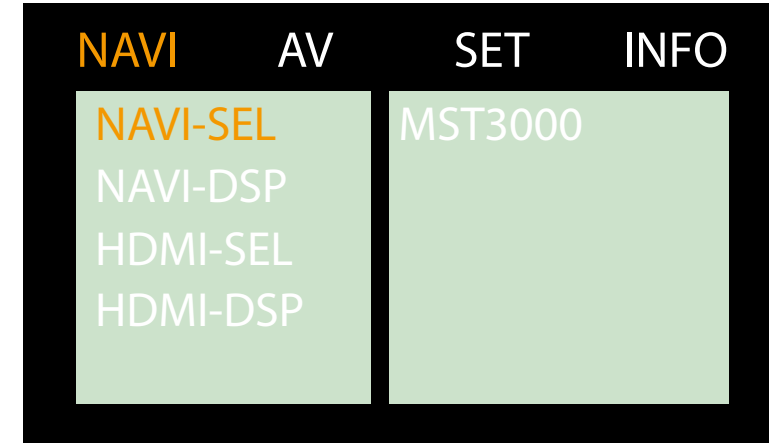 NAVI AV SET INFO
NAVI-SEL MST3000
NAVI-DSP
HDMI-SEL
HDMI-DSP